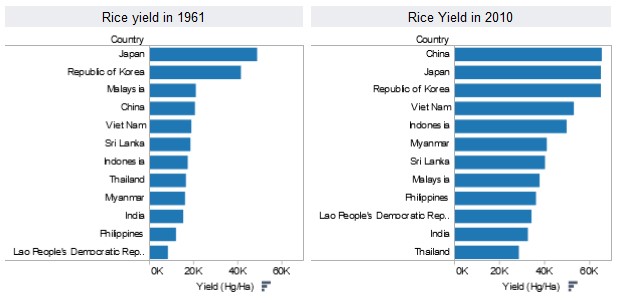 Rice yield in 1961
Country
Japan
Republic of Korea
Malaysia
China
Viet Nam
Sri Lanka
Indonesia
Thailand
Myanmar
India
Philippines
Lao People's Democratic Rep..
0K 20K 40K 60K
Yield (Hg/Ha)
Rice Yield in 2010
Country
China
Japan
Republic of Korea
Viet Nam
Indonesia
Myanmar
Sri Lanka
Malaysia
Philippines
Lao People's Democratic Rep..
India
Thailand
0K 20K 40K 60K
Yield (Hg/Ha)